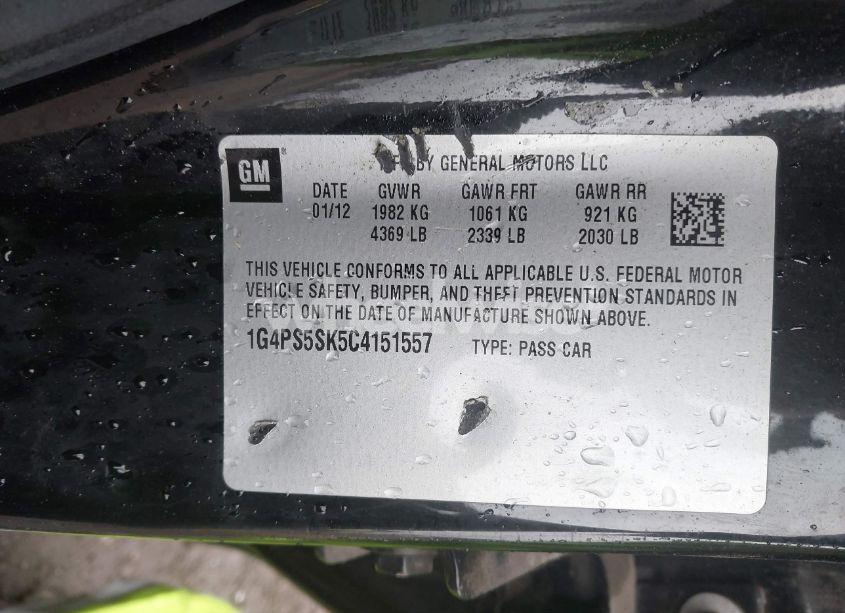 GM
BY GENERAL MOTORS LLC
DATE GVWR GAWR FRT GAWR RR
01/12 1982 KG 1061 KG 921 KG
4369 LB 2339 LB 2030 LB
THIS VEHICLE CONFORMS TO ALL APPLICABLE U.S. FEDERAL MOTOR
VEHICLE SAFETY, BUMPER, AND THEFT PREVENTION STANDARDS IN
EFFECT ON THE DATE OF MANUFACTURE SHOWN ABOVE.
1G4PS5SK5C4151557 TYPE: PASS CAR